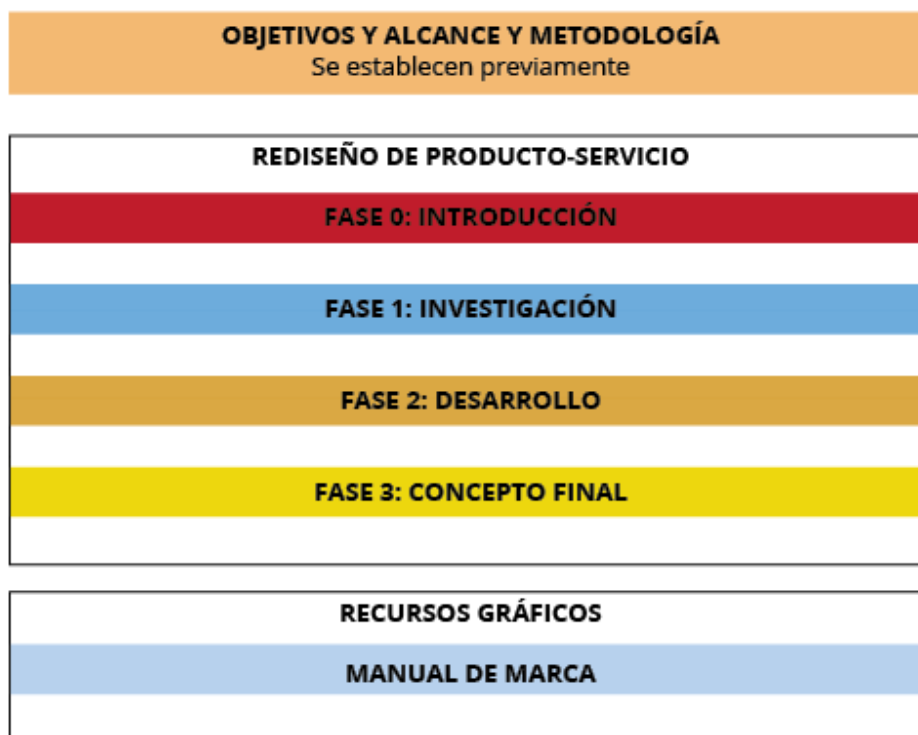 OBJETIVOS Y ALCANCE Y METODOLOGÍA
Se establecen previamente
REDISEÑO DE PRODUCTO-SERVICIO
FASE 0: INTRODUCCIÓN
FASE 1: INVESTIGACIÓN
FASE 2: DESARROLLO
FASE 3: CONCEPTO FINAL
RECURSOS GRÁFICOS
MANUAL DE MARCA